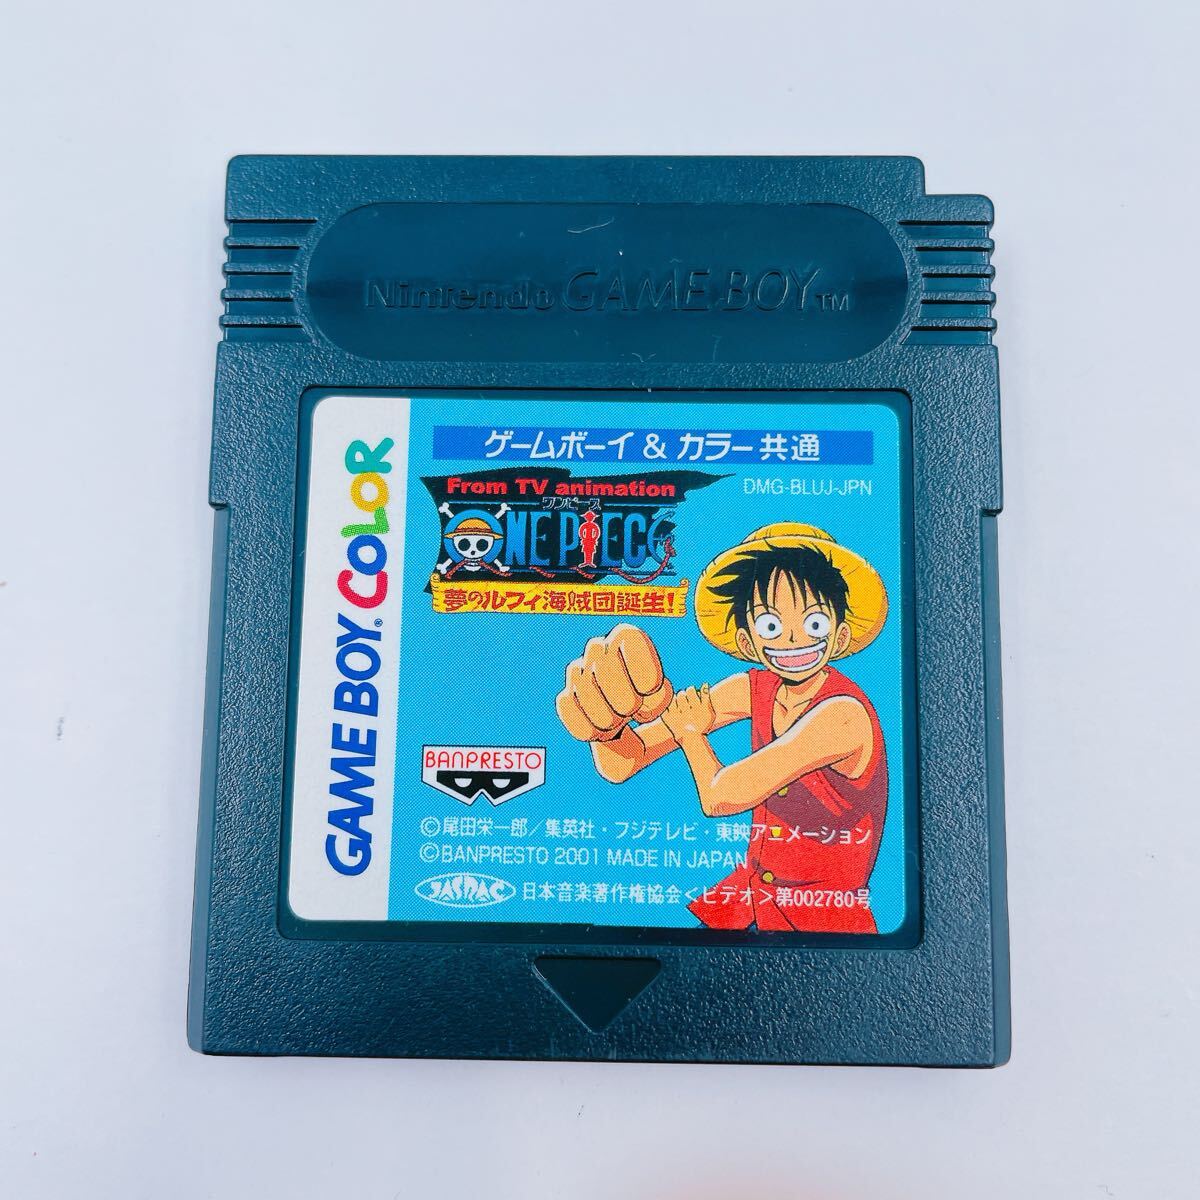 Nintendo GAME BOY TM
GAME BOY® COLOR
ゲームボーイ & カラー共通
DMG-BLUJ-JPN
From TV animation
ワンピース
ONE PIECE
夢のルフィ海賊団誕生!
BANPRESTO
©尾田栄一郎/集英社・フジテレビ・東映アニメーション
©BANPRESTO 2001 MADE IN JAPAN
JASRAC 日本音楽著作権協会<ビデオ>第002780号